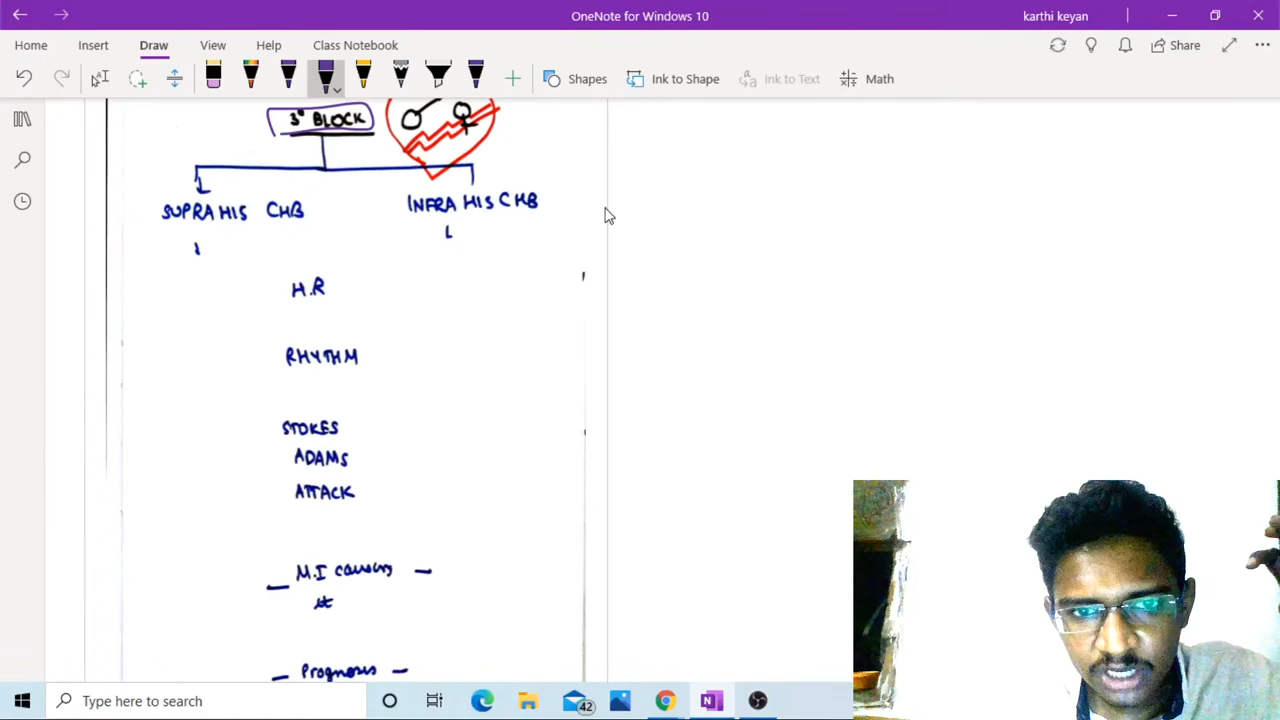 OneNote for Windows 10
karthi keyan
Home Insert Draw View Help Class Notebook
Share
Shapes
Ink to Shape
Ink to Text
Math
3° BLOCK
SUPRA HIS CHB
INFRA HIS CHB
H.R
RHYTHM
STOKES
ADAMS
ATTACK
M.I causing
it
Prognosis
Type here to search
42